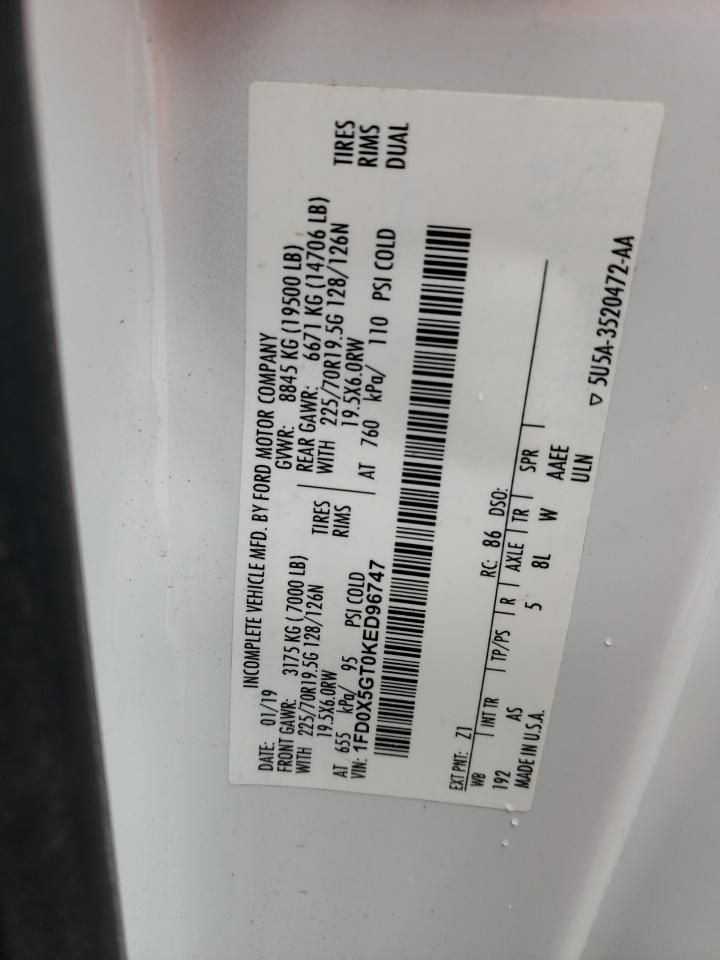 INCOMPLETE VEHICLE MFD. BY FORD MOTOR COMPANY
DATE: 01/19 GVWR: 8845 KG (19500 LB)
FRONT GAWR: 3175 KG ( 7000 LB) REAR GAWR: 6671 KG (14706 LB)
WITH 225/70R19.5G 128/126N TIRES WITH 225/70R19.5G 128/126N TIRES
19.5X6.0RW RIMS 19.5X6.0RW RIMS
AT 655 kPa/ 95 PSI COLD AT 760 kPa/ 110 PSI COLD DUAL
VIN: 1FD0X5GT0KED96747
EXT PNT: Z1 RC: 86 DSO:
WB INT TR TP/PS R AXLE TR SPR
192 AS 5 8L W AAEE
MADE IN U.S.A. ULN
▽ 5U5A-3520472-AA